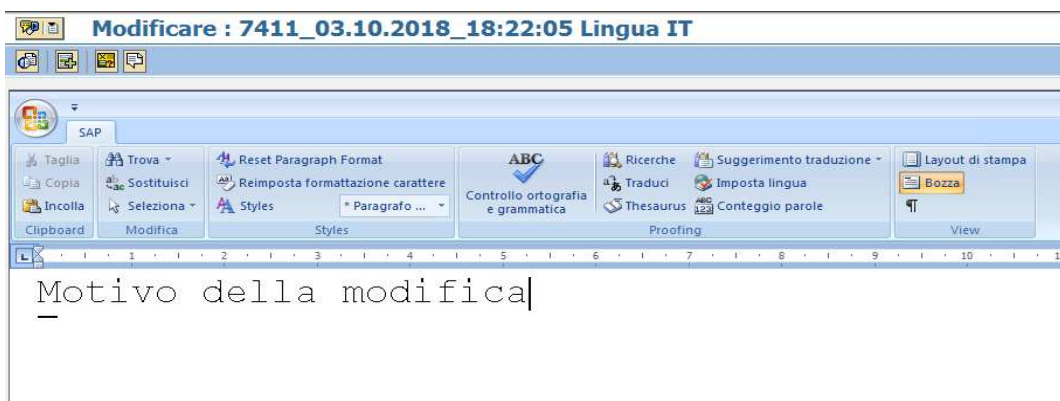 Modificare : 7411_03.10.2018_18:22:05 Lingua IT
SAP
Taglia
Copia
Incolla
Clipboard
Trova
Sostituisci
Seleziona
Modifica
Reset Paragraph Format
Reimposta formattazione carattere
Styles * Paragrafo ...
Styles
ABC
Controllo ortografia
e grammatica
Ricerche Suggerimento traduzione
Traduci Imposta lingua
Thesaurus Conteggio parole
Proofing
Layout di stampa
Bozza
¶
View
L 1 2 3 4 5 6 7 8 9 10 1
Motivo della modifica